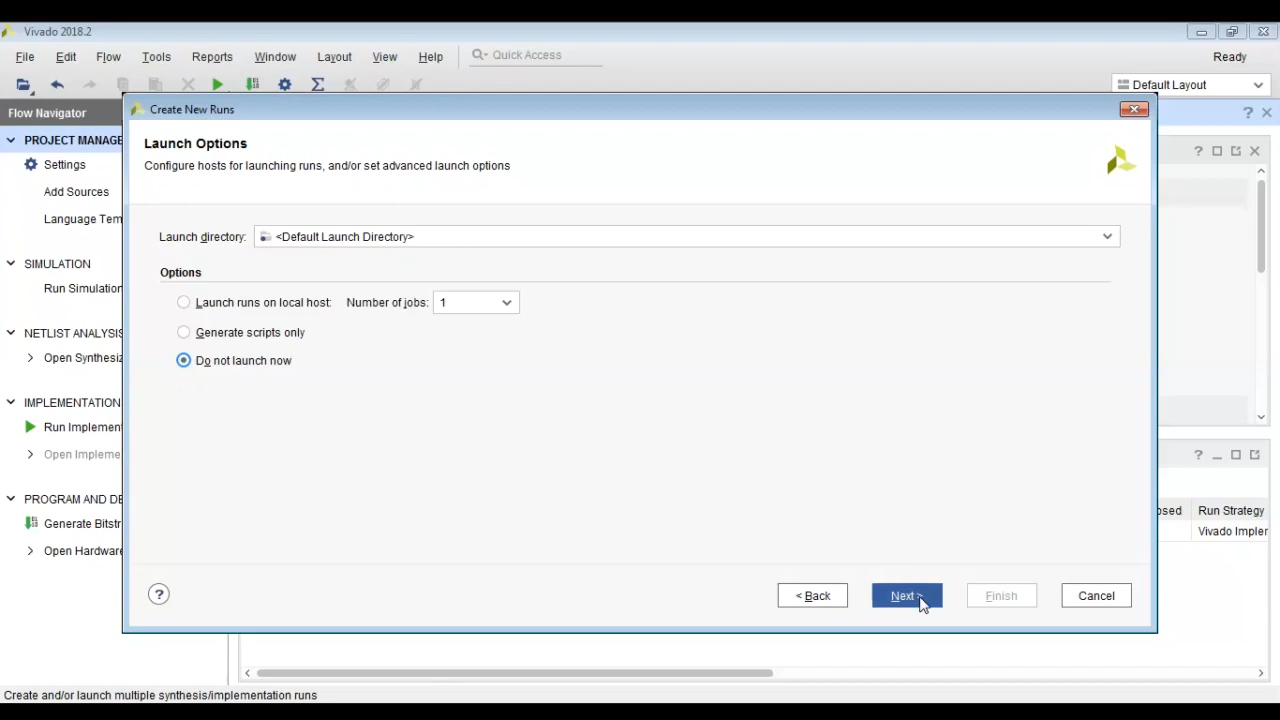 Vivado 2018.2
File Edit Flow Tools Reports Window Layout View Help Quick Access Ready
Default Layout
Flow Navigator
PROJECT MANAGE
Settings
Add Sources
Language Tem
SIMULATION
Run Simulation
NETLIST ANALYSIS
Open Synthesiz
IMPLEMENTATION
Run Implement
Open Impleme
PROGRAM AND DE
Generate Bitstr
Open Hardware
Create New Runs
Launch Options
Configure hosts for launching runs, and/or set advanced launch options
Launch directory: <Default Launch Directory>
Options
Launch runs on local host: Number of jobs: 1
Generate scripts only
Do not launch now
? < Back Next > Finish Cancel
psed Run Strategy
Vivado Impler
Create and/or launch multiple synthesis/implementation runs